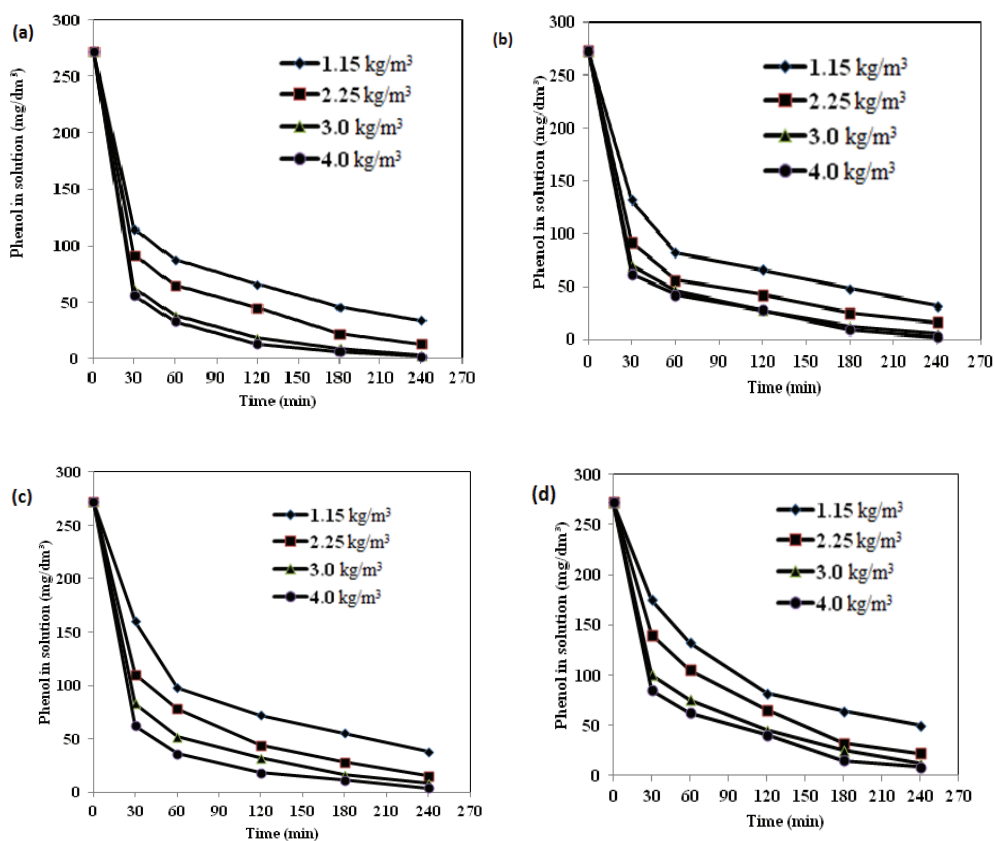 (a)
300
250
200
150
100
50
0
Phenol in solution (mg/dm³)
1.15 kg/m³
2.25 kg/m³
3.0 kg/m³
4.0 kg/m³
0 30 60 90 120 150 180 210 240 270
Time (min)
(b)
300
250
200
150
100
50
0
Phenol in solution (mg/dm³)
1.15 kg/m³
2.25 kg/m³
3.0 kg/m³
4.0 kg/m³
0 30 60 90 120 150 180 210 240 270
Time (min)
(c)
300
250
200
150
100
50
0
Phenol in solution (mg/dm³)
1.15 kg/m³
2.25 kg/m³
3.0 kg/m³
4.0 kg/m³
0 30 60 90 120 150 180 210 240 270
Time (min)
(d)
300
250
200
150
100
50
0
Phenol in solution (mg/dm³)
1.15 kg/m³
2.25 kg/m³
3.0 kg/m³
4.0 kg/m³
0 30 60 90 120 150 180 210 240 270
Time (min)